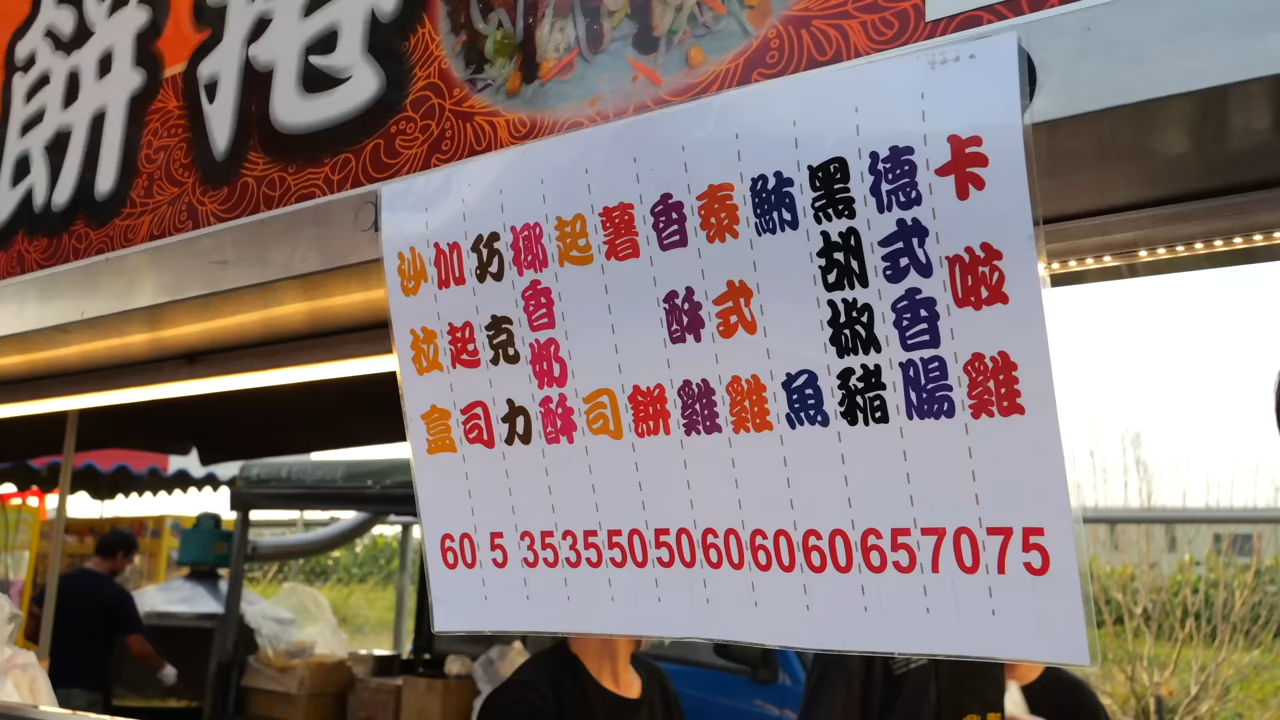 餅捲
卡啦雞 75
德式香腸 70
黑胡椒豬 65
鮪魚 60
泰式雞 60
香酥雞 60
薯餅 50
起司 50
椰香奶酥 35
巧克力 35
加起司 5
沙拉盒 60